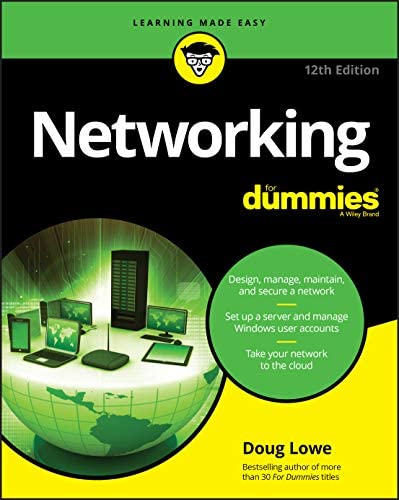 LEARNING MADE EASY
12th Edition
Networking
for
dummies®
A Wiley Brand
Design, manage, maintain,
and secure a network
Set up a server and manage
Windows user accounts
Take your network
to the cloud
Doug Lowe
Bestselling author of more
than 30 For Dummies titles